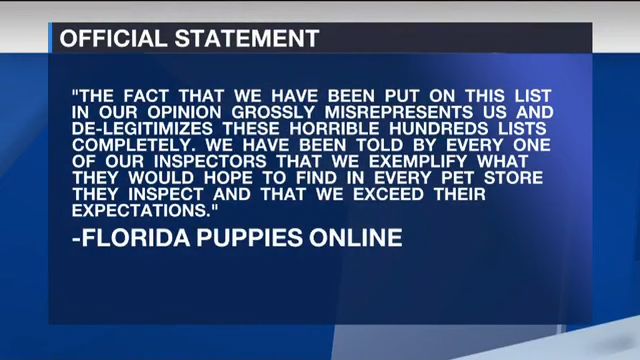 OFFICIAL STATEMENT
"THE FACT THAT WE HAVE BEEN PUT ON THIS LIST
IN OUR OPINION GROSSLY MISREPRESENTS US AND
DE-LEGITIMIZES THESE HORRIBLE HUNDREDS LISTS
COMPLETELY. WE HAVE BEEN TOLD BY EVERY ONE
OF OUR INSPECTORS THAT WE EXEMPLIFY WHAT
THEY WOULD HOPE TO FIND IN EVERY PET STORE
THEY INSPECT AND THAT WE EXCEED THEIR
EXPECTATIONS."
-FLORIDA PUPPIES ONLINE